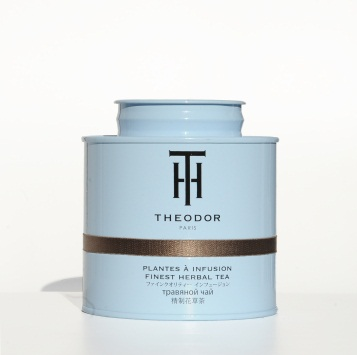 TH
THEODOR
PARIS
PLANTES À INFUSION
FINEST HERBAL TEA
ファインクオリティー インフュージョン
травяной чай
精制花草茶